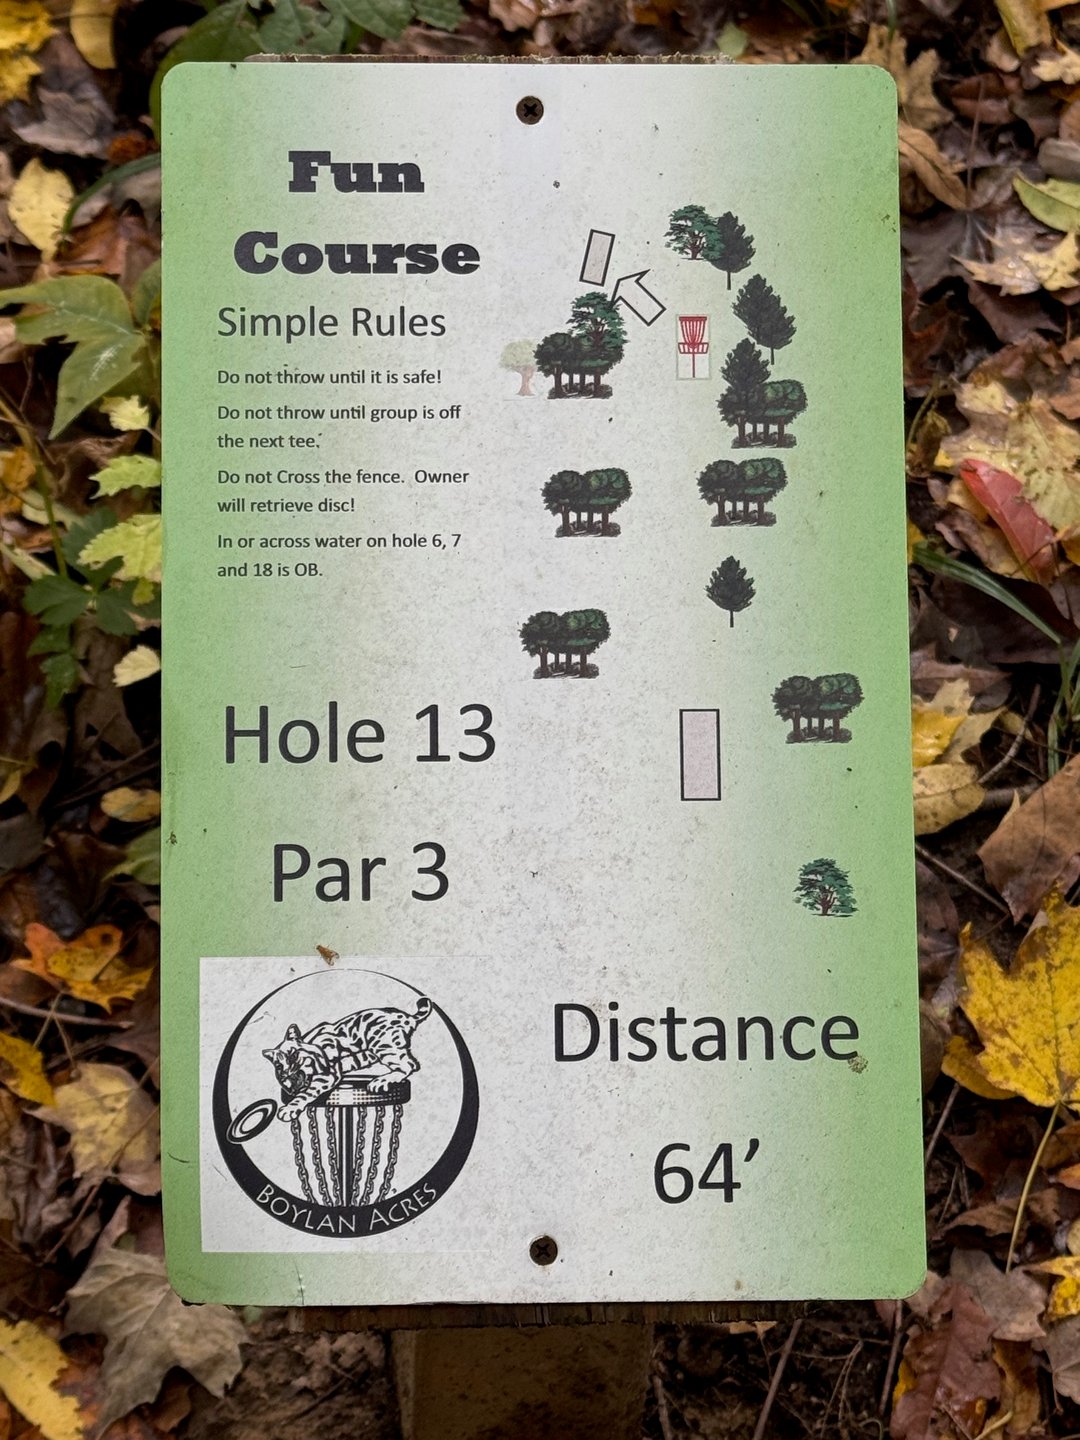 Fun
Course
Simple Rules
Do not throw until it is safe!
Do not throw until group is off
the next tee.
Do not Cross the fence.  Owner
will retrieve disc!
In or across water on hole 6, 7
and 18 is OB.
Hole 13
Par 3
BOYLAN ACRES
Distance
64’